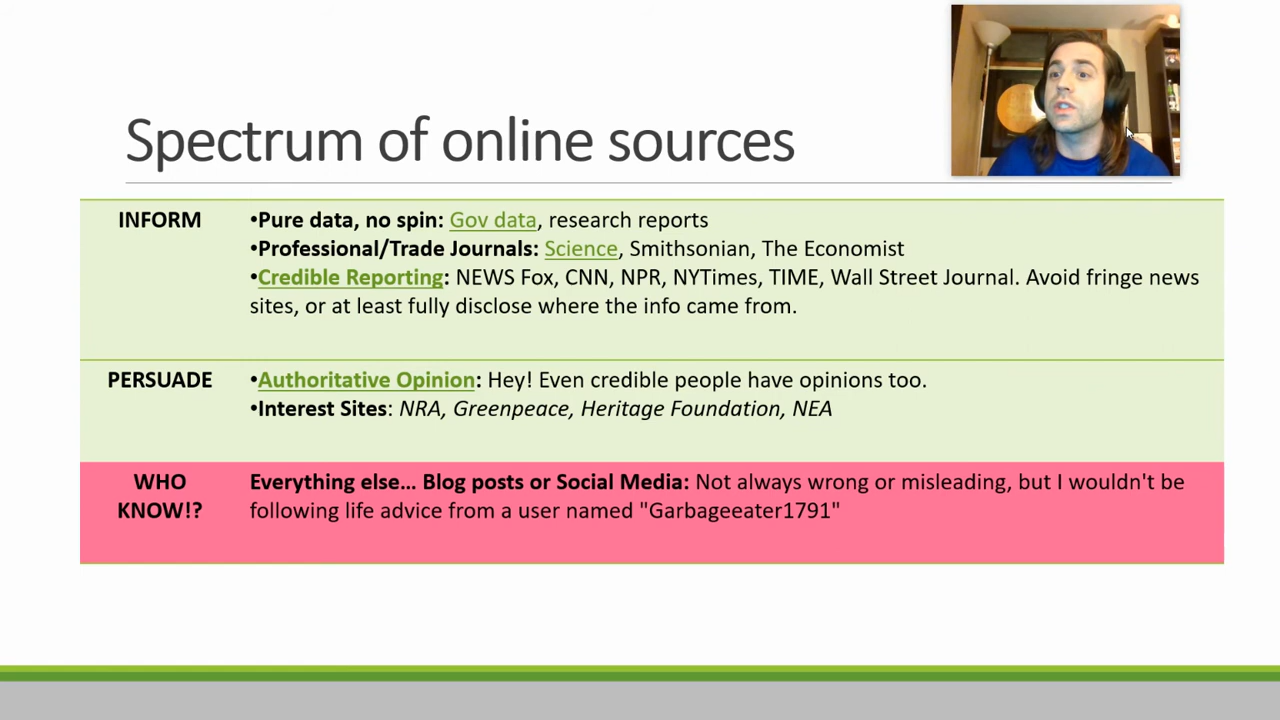 Spectrum of online sources
INFORM
•Pure data, no spin: Gov data, research reports
•Professional/Trade Journals: Science, Smithsonian, The Economist
•Credible Reporting: NEWS Fox, CNN, NPR, NYTimes, TIME, Wall Street Journal. Avoid fringe news
sites, or at least fully disclose where the info came from.
PERSUADE
•Authoritative Opinion: Hey! Even credible people have opinions too.
•Interest Sites: NRA, Greenpeace, Heritage Foundation, NEA
WHO
KNOW!?
Everything else… Blog posts or Social Media: Not always wrong or misleading, but I wouldn't be
following life advice from a user named "Garbageeater1791"